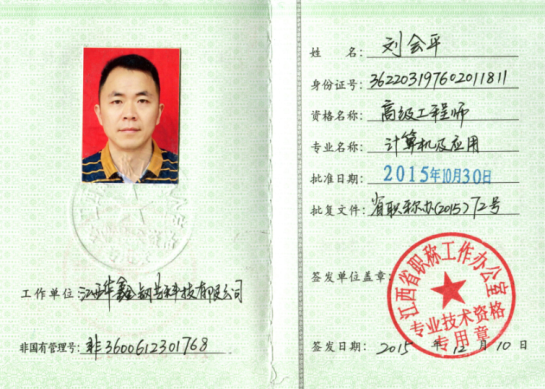 工作单位 江西华鑫 科技有限公司
非国有管理号: 非3600612301768
姓 名: 刘会平
身份证号: 362203197602011811
资格名称: 高级工程师
专业名称: 计算机及应用
批准日期: 2015年10月30日
批复文件: 省职称办(2015)72号
签发单位盖章:
江西省职称工作办公室
专业技术资格
专用章
签发日期: 2015 年 12 月 10 日